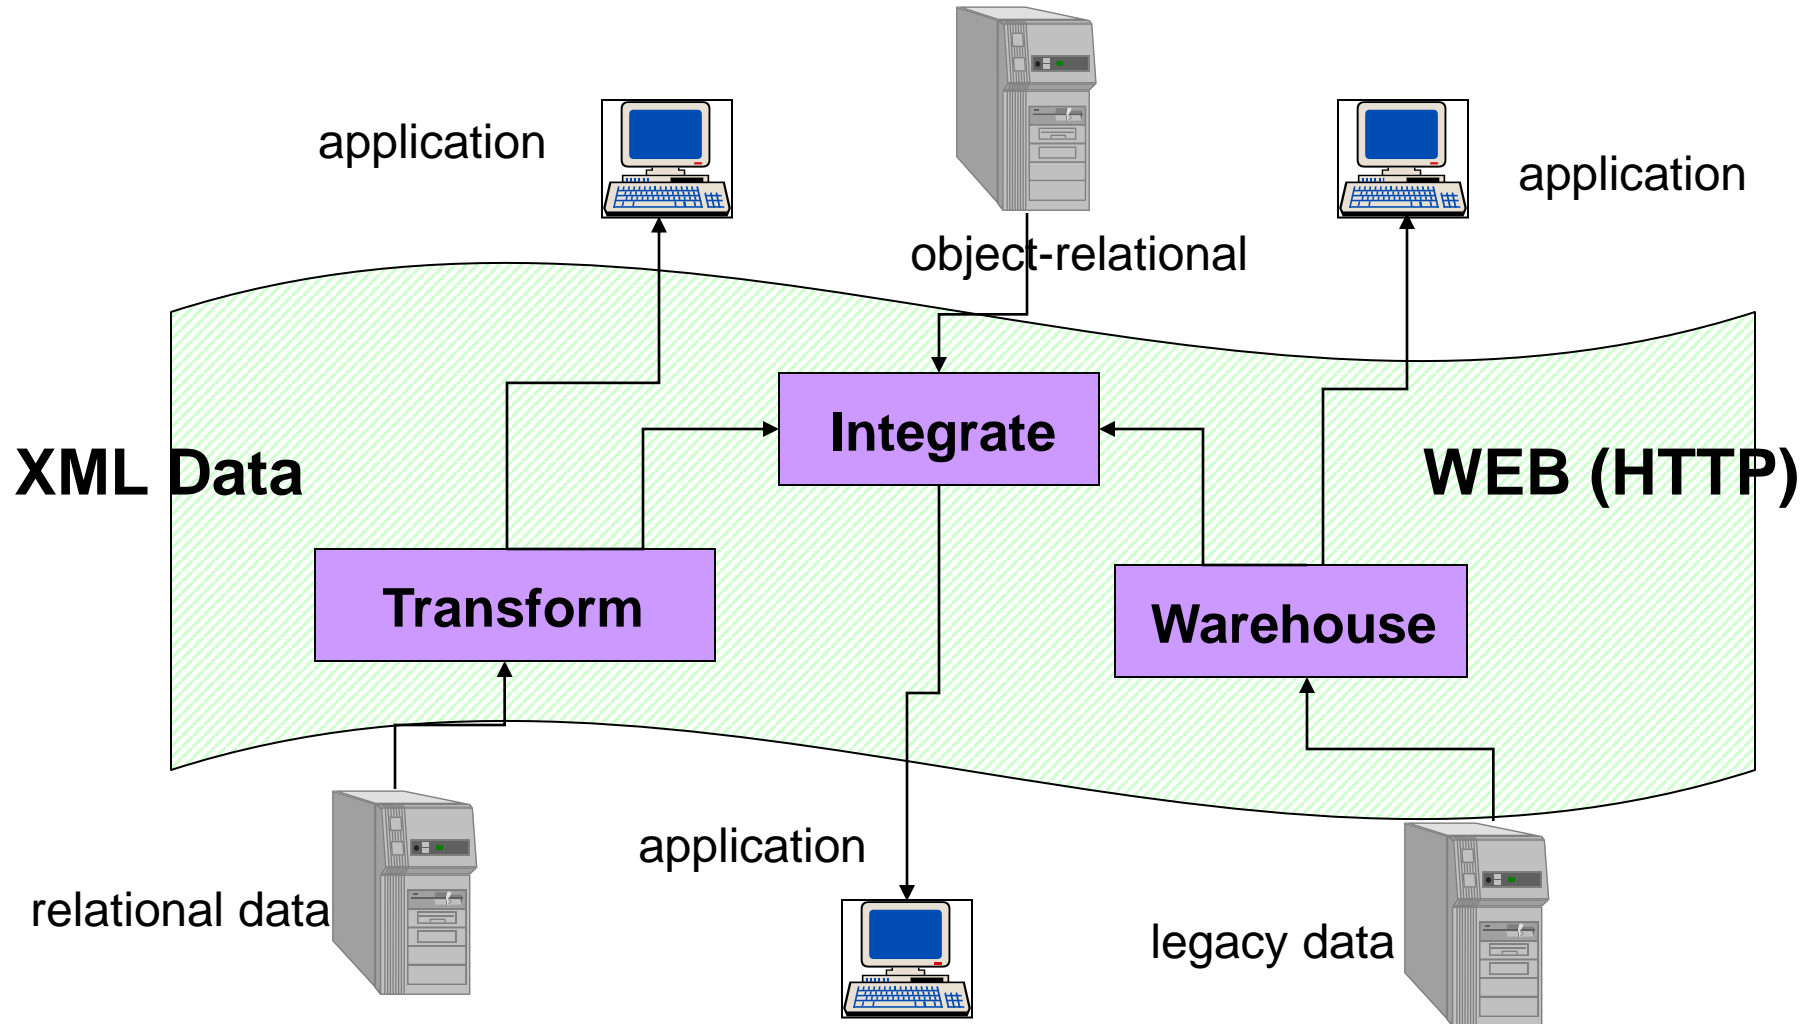 application
application
object-relational
Integrate
XML Data
WEB (HTTP)
Transform
Warehouse
application
relational data
legacy data